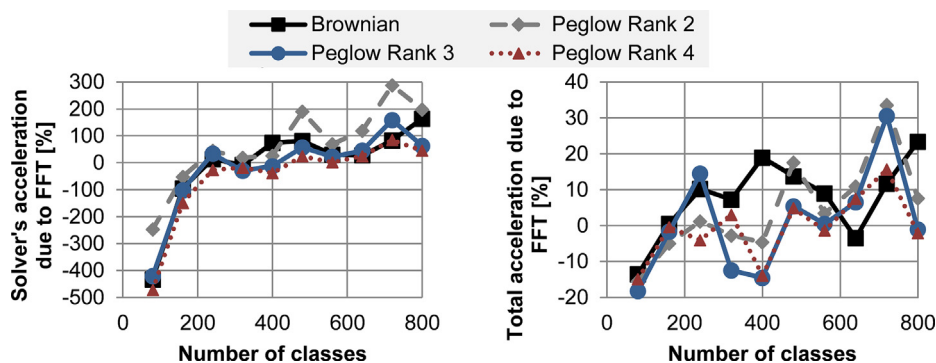 Brownian
Peglow Rank 2
Peglow Rank 3
Peglow Rank 4
Solver's acceleration
due to FFT [%]
300
200
100
0
-100
-200
-300
-400
-500
0
200
400
600
800
Number of classes
Total acceleration due to
FFT [%]
40
30
20
10
0
-10
-20
0
200
400
600
800
Number of classes